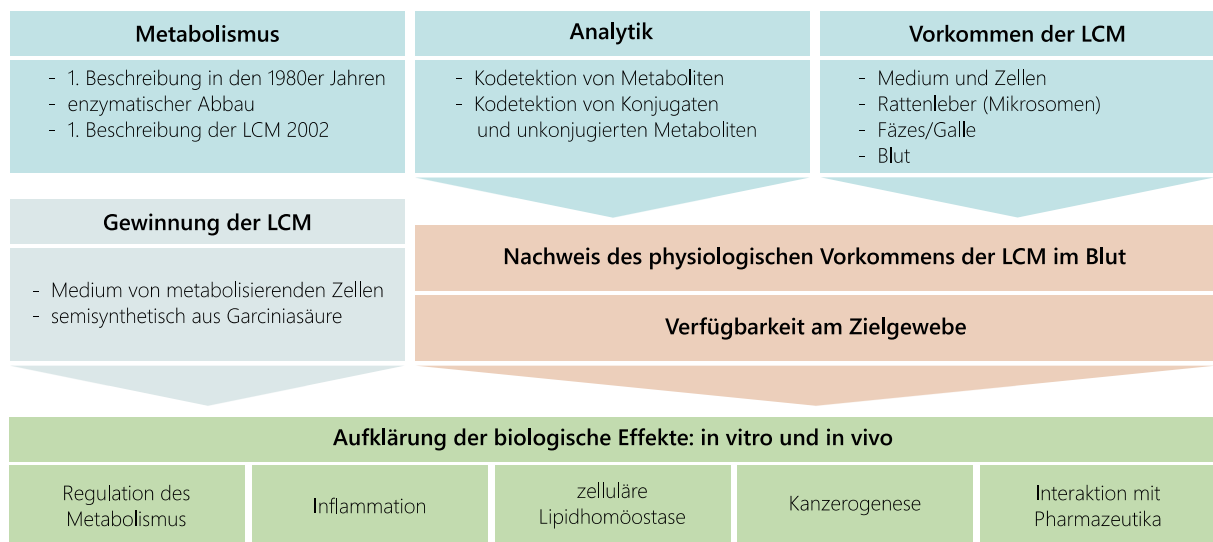 Metabolismus
- 1. Beschreibung in den 1980er Jahren
- enzymatischer Abbau
- 1. Beschreibung der LCM 2002
Analytik
- Kodetektion von Metaboliten
- Kodetektion von Konjugaten
und unkonjugierten Metaboliten
Vorkommen der LCM
- Medium und Zellen
- Rattenleber (Mikrosomen)
- Fäzes/Galle
- Blut
Gewinnung der LCM
- Medium von metabolisierenden Zellen
- semisynthetisch aus Garciniasäure
Nachweis des physiologischen Vorkommens der LCM im Blut
Verfügbarkeit am Zielgewebe
Aufklärung der biologische Effekte: in vitro und in vivo
Regulation des
Metabolismus
Inflammation
zelluläre
Lipidhomöostase
Kanzerogenese
Interaktion mit
Pharmazeutika